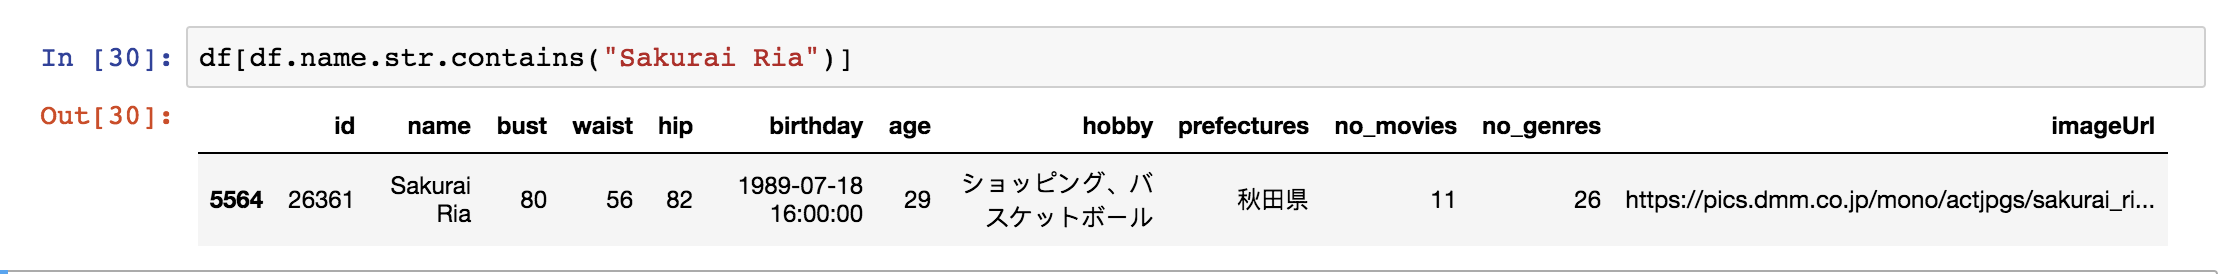 In [30]: df[df.name.str.contains("Sakurai Ria")]
Out[30]:
id name bust waist hip birthday age hobby prefectures no_movies no_genres imageUrl
5564 26361 Sakurai Ria 80 56 82 1989-07-18 16:00:00 29 ショッピング、バスケットボール 秋田県 11 26 https://pics.dmm.co.jp/mono/actjpgs/sakurai_ri...